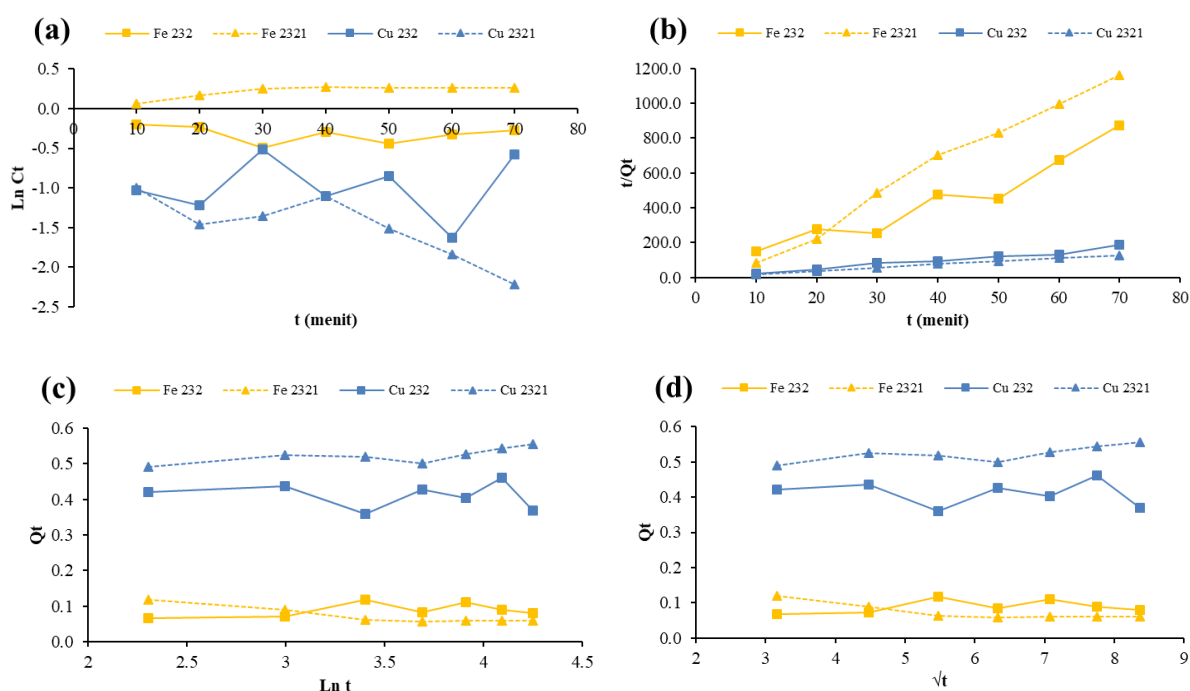 (a)
Fe 232 Fe 2321 Cu 232 Cu 2321
0.5
0.0
-0.5
-1.0
-1.5
-2.0
-2.5
0 10 20 30 40 50 60 70 80
Ln Ct
t (menit)
(b)
Fe 232 Fe 2321 Cu 232 Cu 2321
1200.0
1000.0
800.0
600.0
400.0
200.0
0.0
0 10 20 30 40 50 60 70 80
t/Qt
t (menit)
(c)
Fe 232 Fe 2321 Cu 232 Cu 2321
0.6
0.5
0.4
0.3
0.2
0.1
0.0
2 2.5 3 3.5 4 4.5
Qt
Ln t
(d)
Fe 232 Fe 2321 Cu 232 Cu 2321
0.6
0.5
0.4
0.3
0.2
0.1
0.0
2 3 4 5 6 7 8 9
Qt
√t